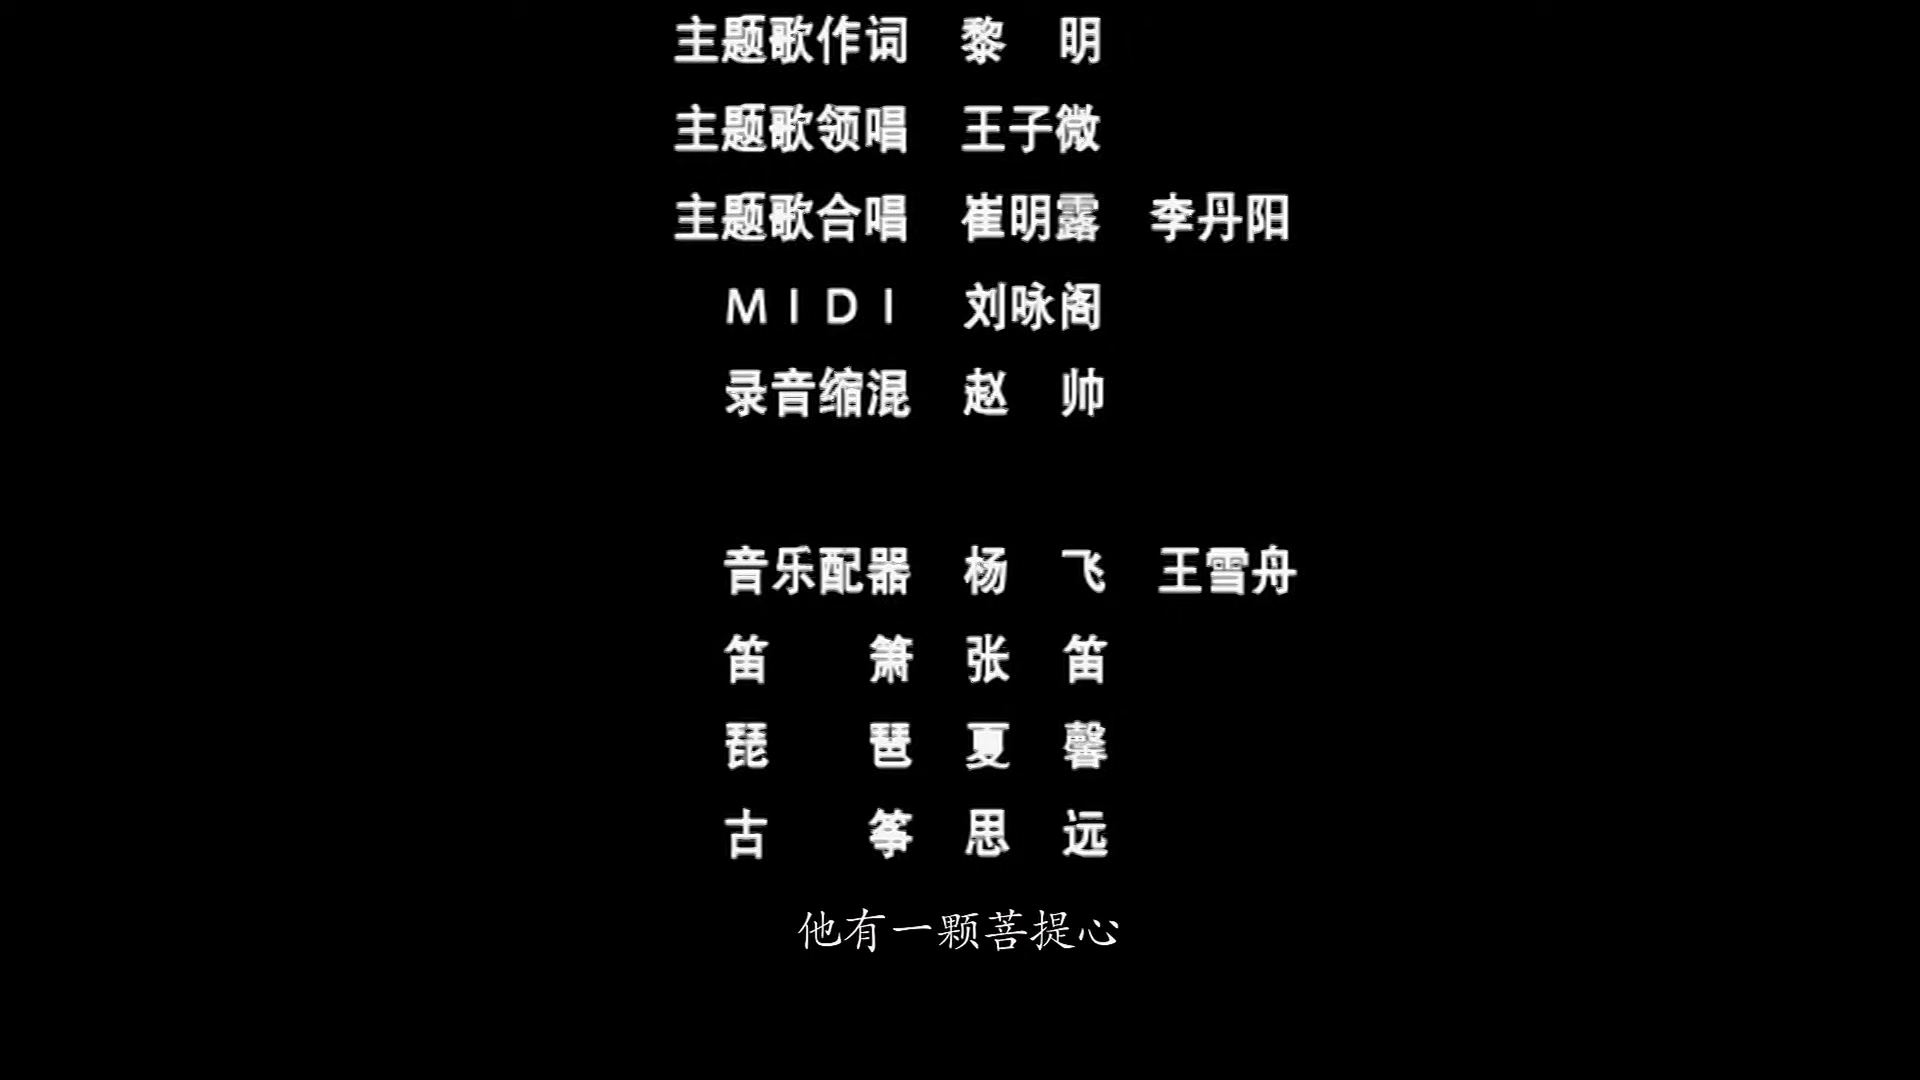 主题歌作词 黎 明
主题歌领唱 王子微
主题歌合唱 崔明露 李丹阳
MIDI 刘咏阁
录音缩混 赵 帅
音乐配器 杨 飞 王雪舟
笛 箫 张 笛
琵 琶 夏 馨
古 筝 思 远
他有一颗菩提心